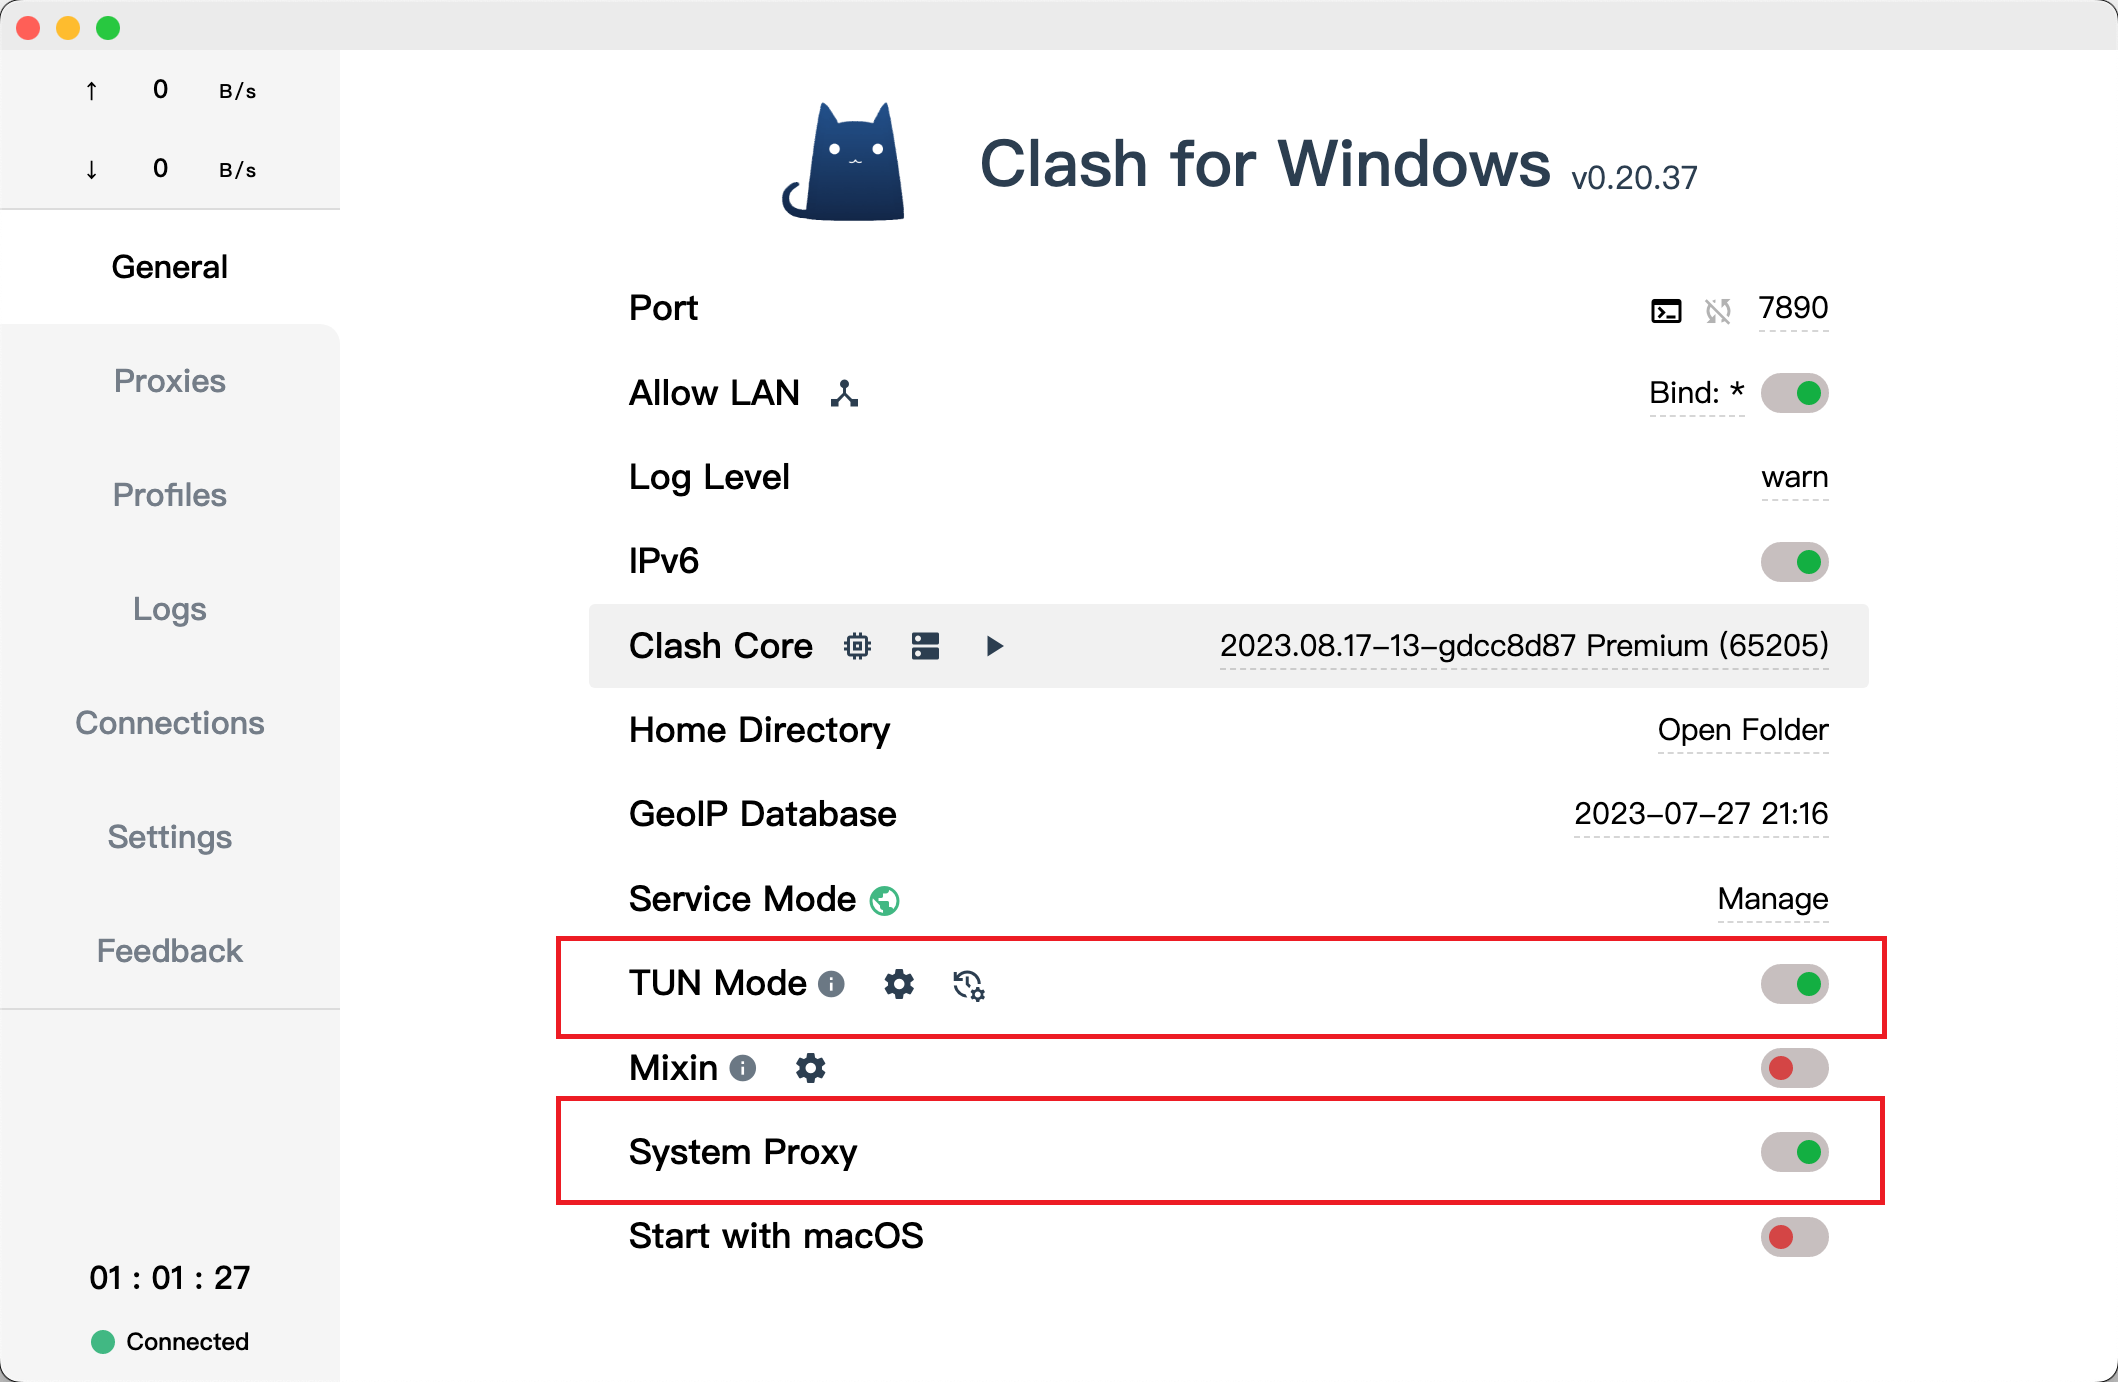 ↑ 0 B/s
↓ 0 B/s
General
Proxies
Profiles
Logs
Connections
Settings
Feedback
01 : 01 : 27
Connected
Clash for Windows v0.20.37
Port 7890
Allow LAN Bind: *
Log Level warn
IPv6
Clash Core 2023.08.17-13-gdcc8d87 Premium (65205)
Home Directory Open Folder
GeoIP Database 2023-07-27 21:16
Service Mode Manage
TUN Mode
Mixin
System Proxy
Start with macOS